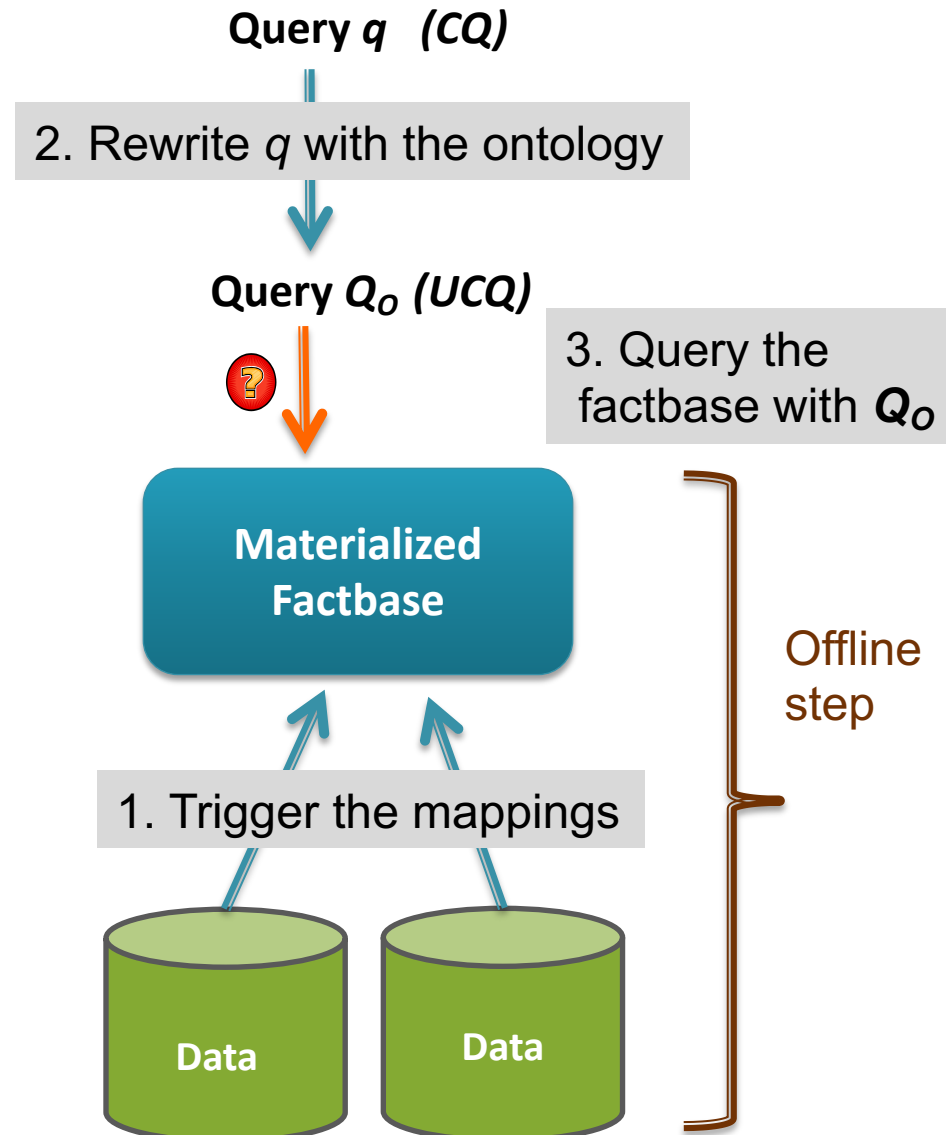 Query q (CQ)
2. Rewrite q with the ontology
Query Qo (UCQ)
?
3. Query the
factbase with Qo
Materialized
Factbase
Offline
step
1. Trigger the mappings
Data
Data